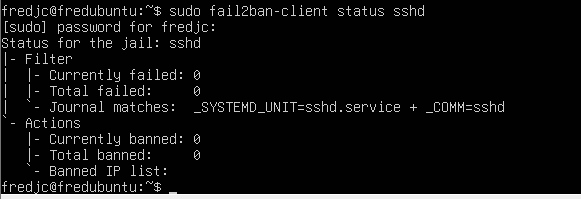 fredjc@fredubuntu:~$ sudo fail2ban-client status sshd
[sudo] password for fredjc:
Status for the jail: sshd
|- Filter
|  |- Currently failed: 0
|  |- Total failed:     0
|  `- Journal matches:  _SYSTEMD_UNIT=sshd.service + _COMM=sshd
`- Actions
   |- Currently banned: 0
   |- Total banned:     0
   `- Banned IP list:
fredjc@fredubuntu:~$ _